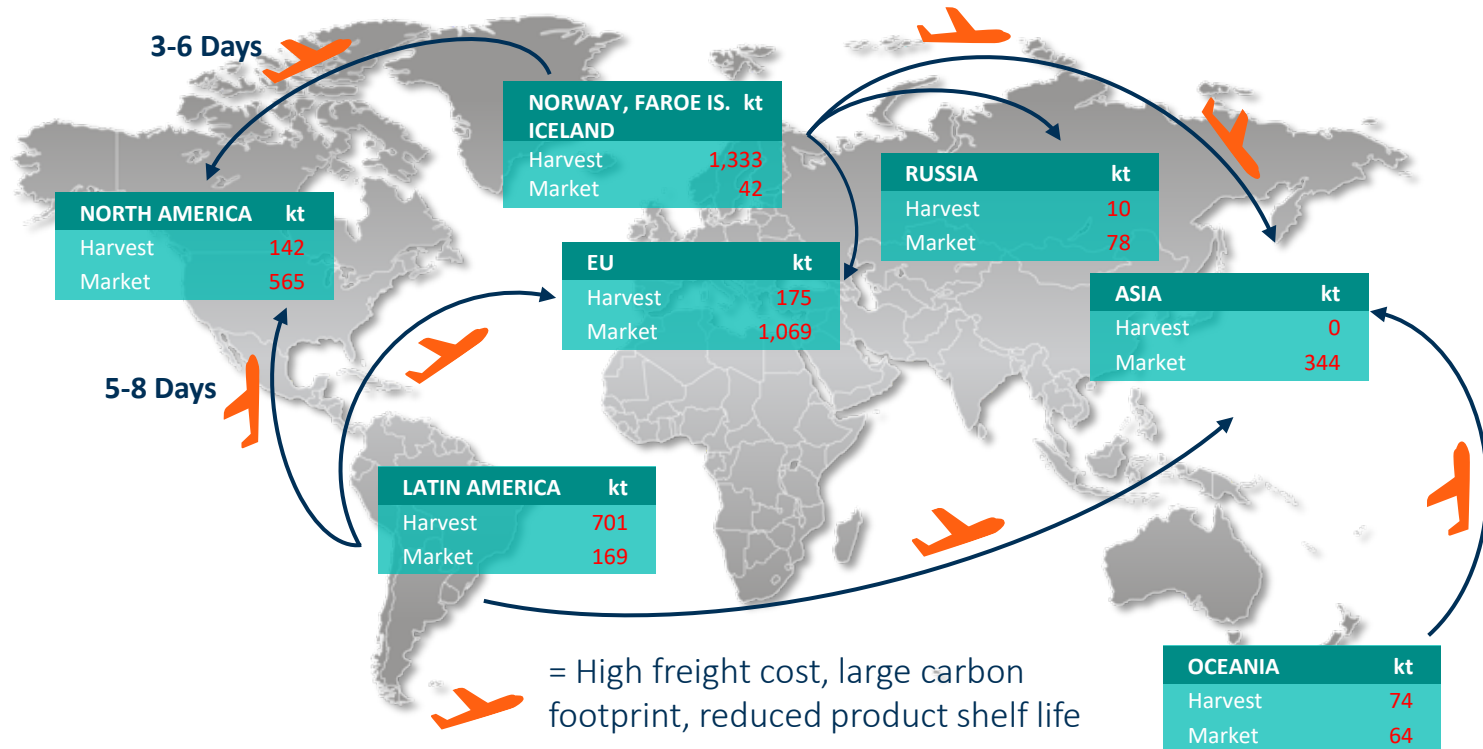 3-6 Days
NORWAY, FAROE IS. kt
ICELAND
Harvest 1,333
Market 42
RUSSIA kt
Harvest 10
Market 78
NORTH AMERICA kt
Harvest 142
Market 565
EU kt
Harvest 175
Market 1,069
ASIA kt
Harvest 0
Market 344
5-8 Days
LATIN AMERICA kt
Harvest 701
Market 169
= High freight cost, large carbon
footprint, reduced product shelf life
OCEANIA kt
Harvest 74
Market 64